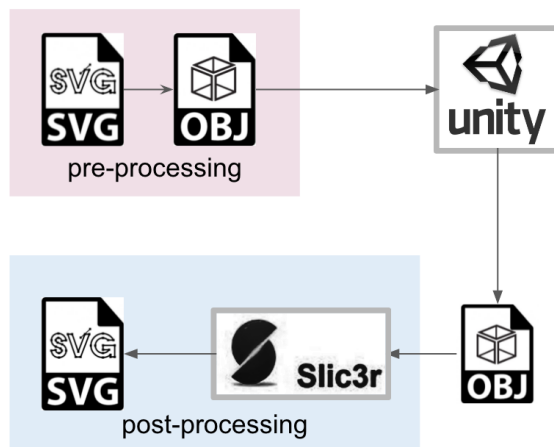 SVG
SVG
OBJ
pre-processing
unity
SVG
SVG
Slic3r
OBJ
post-processing